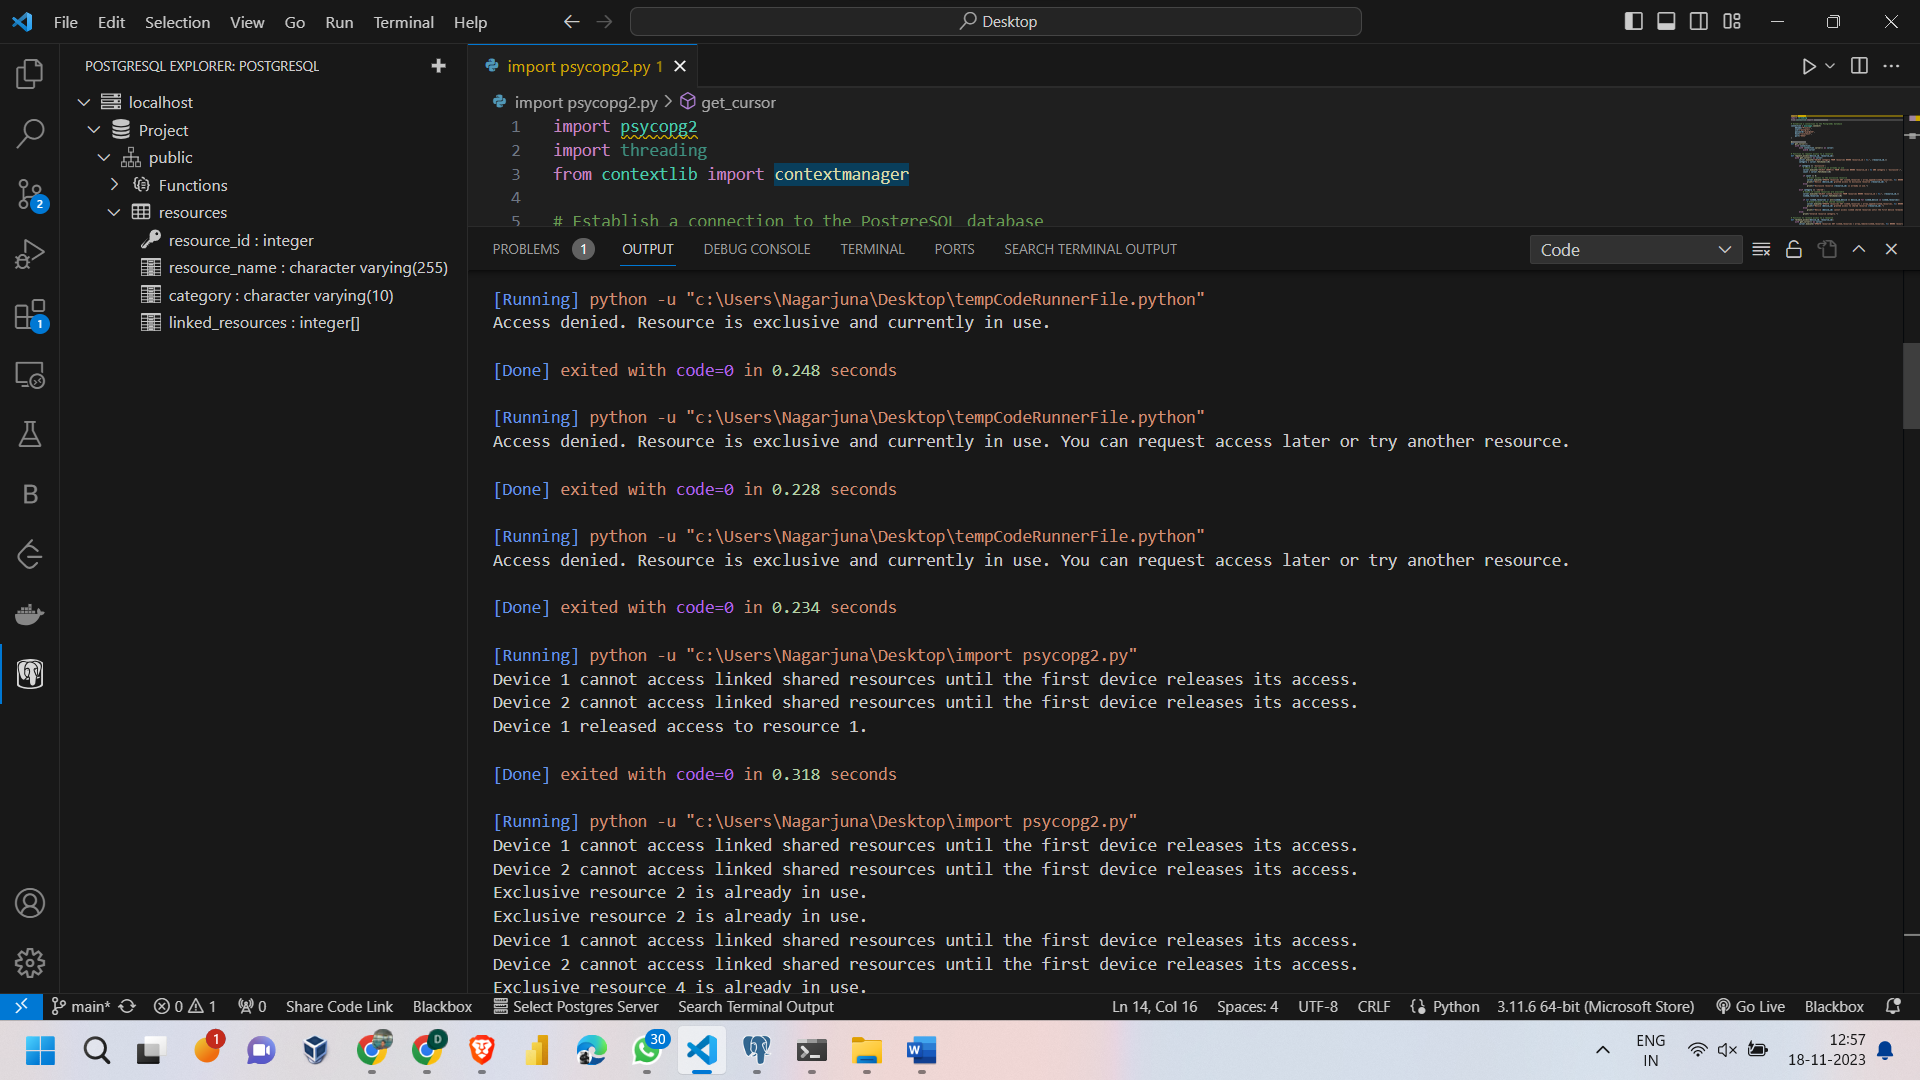 File Edit Selection View Go Run Terminal Help
Desktop
POSTGRESQL EXPLORER: POSTGRESQL
localhost
Project
public
Functions
resources
resource_id : integer
resource_name : character varying(255)
category : character varying(10)
linked_resources : integer[]
2
1
B
import psycopg2.py 1
import psycopg2.py > get_cursor
1 import psycopg2
2 import threading
3 from contextlib import contextmanager
4
5 # Establish a connection to the PostgreSQL database
PROBLEMS 1 OUTPUT DEBUG CONSOLE TERMINAL PORTS SEARCH TERMINAL OUTPUT Code
[Running] python -u "c:\Users\Nagarjuna\Desktop\tempCodeRunnerFile.python"
Access denied. Resource is exclusive and currently in use.
[Done] exited with code=0 in 0.248 seconds
[Running] python -u "c:\Users\Nagarjuna\Desktop\tempCodeRunnerFile.python"
Access denied. Resource is exclusive and currently in use. You can request access later or try another resource.
[Done] exited with code=0 in 0.228 seconds
[Running] python -u "c:\Users\Nagarjuna\Desktop\tempCodeRunnerFile.python"
Access denied. Resource is exclusive and currently in use. You can request access later or try another resource.
[Done] exited with code=0 in 0.234 seconds
[Running] python -u "c:\Users\Nagarjuna\Desktop\import psycopg2.py"
Device 1 cannot access linked shared resources until the first device releases its access.
Device 2 cannot access linked shared resources until the first device releases its access.
Device 1 released access to resource 1.
[Done] exited with code=0 in 0.318 seconds
[Running] python -u "c:\Users\Nagarjuna\Desktop\import psycopg2.py"
Device 1 cannot access linked shared resources until the first device releases its access.
Device 2 cannot access linked shared resources until the first device releases its access.
Exclusive resource 2 is already in use.
Exclusive resource 2 is already in use.
Device 1 cannot access linked shared resources until the first device releases its access.
Device 2 cannot access linked shared resources until the first device releases its access.
Exclusive resource 4 is already in use.
main* 0 1 0 Share Code Link Blackbox Select Postgres Server Search Terminal Output Ln 14, Col 16 Spaces: 4 UTF-8 CRLF Python 3.11.6 64-bit (Microsoft Store) Go Live Blackbox
1
D
30
W
ENG
IN
12:57
18-11-2023